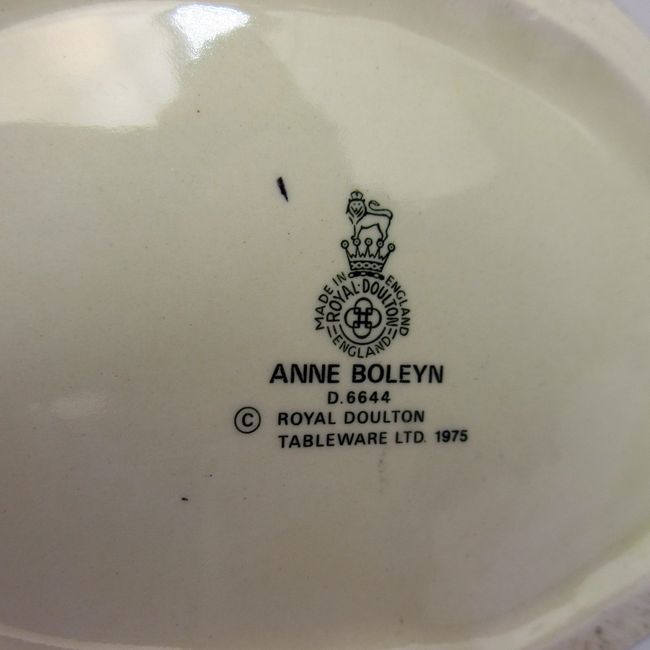 MADE IN ENGLAND
ROYAL·DOULTON
ENGLAND
ANNE BOLEYN
D.6644
© ROYAL DOULTON
TABLEWARE LTD. 1975